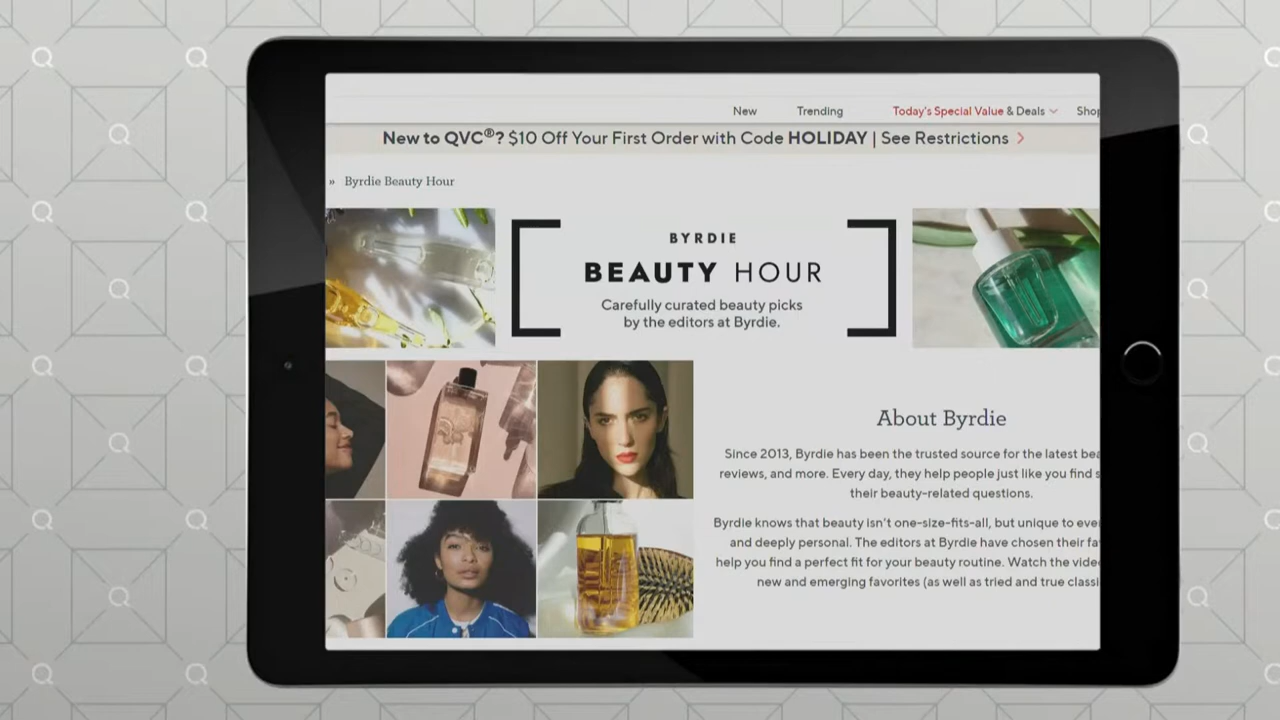 New Trending Today's Special Value & Deals
New to QVC®? $10 Off Your First Order with Code HOLIDAY | See Restrictions
» Byrdie Beauty Hour
BYRDIE
BEAUTY HOUR
Carefully curated beauty picks
by the editors at Byrdie.
About Byrdie
Since 2013, Byrdie has been the trusted source for the latest
reviews, and more. Every day, they help people just like you find
their beauty-related questions.
Byrdie knows that beauty isn't one-size-fits-all, but unique to
and deeply personal. The editors at Byrdie have chosen their
help you find a perfect fit for your beauty routine. Watch the
new and emerging favorites (as well as tried and true